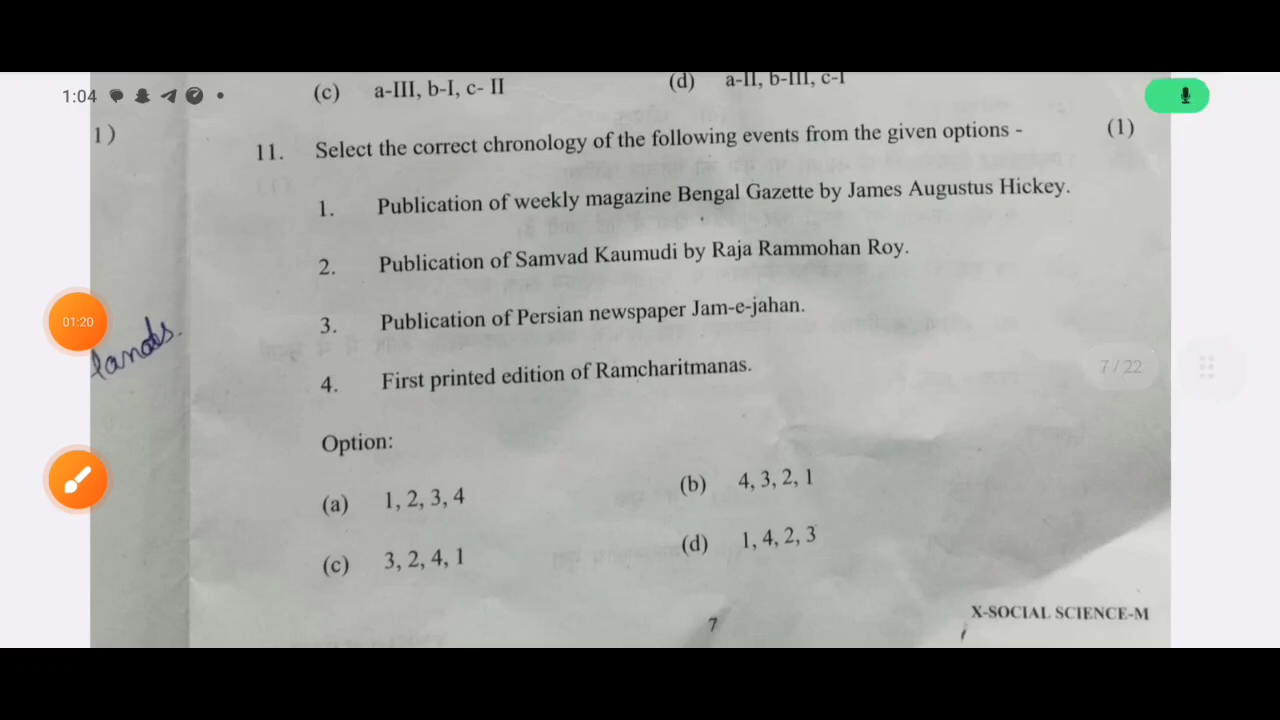 (c) a-III, b-I, c- II (d) a-II, b-III, c-I
1:04
1)
11. Select the correct chronology of the following events from the given options - (1)
1. Publication of weekly magazine Bengal Gazette by James Augustus Hickey.
2. Publication of Samvad Kaumudi by Raja Rammohan Roy.
3. Publication of Persian newspaper Jam-e-jahan.
01:20
lands.
4. First printed edition of Ramcharitmanas.
7 / 22
Option:
(a) 1, 2, 3, 4 (b) 4, 3, 2, 1
(c) 3, 2, 4, 1 (d) 1, 4, 2, 3
X-SOCIAL SCIENCE-M
7